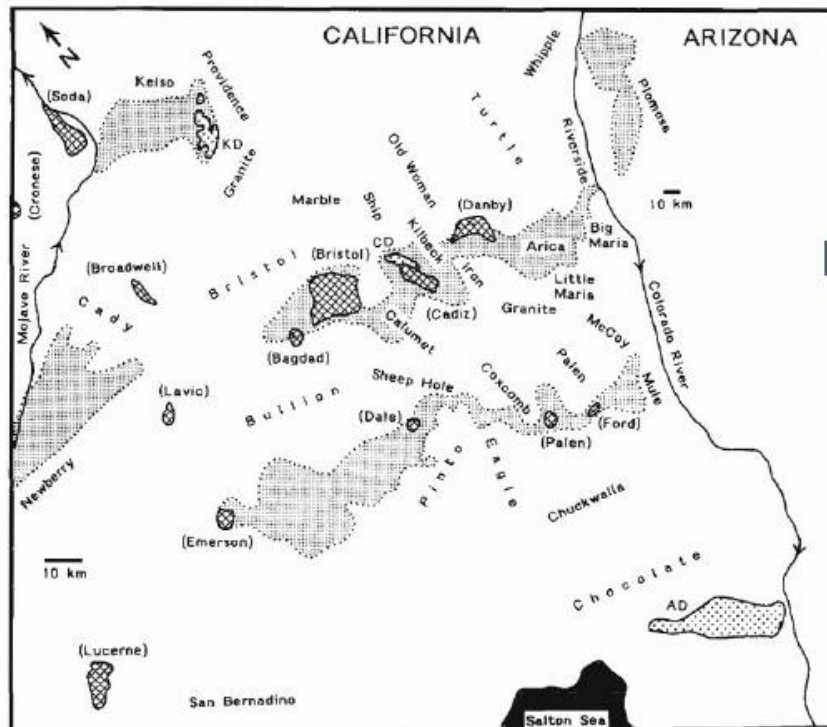 CALIFORNIA
ARIZONA
N
Whipple
Providence
Kelso
(Soda)
Plomosa
Turtle
KD
Old Woman
Riverside
Granite
(Cronese)
10 km
Marble
Ship
(Danby)
Kilbeck
Big
Maria
CD
Arica
(Bristol)
Iron
(Broadwell)
Bristol
Little
Maria
Mojave River
Cady
(Cadiz)
Granite
Colorado River
Calumet
McCoy
(Bagdad)
Palen
Sheep Hole
Coxcomb
Mule
(Lavic)
Bullion
(Dale)
(Ford)
(Palen)
Pinto
Eagle
Newberry
Chuckwalla
(Emerson)
10 km
Chocolate
AD
(Lucerne)
San Bernadino
Salton Sea